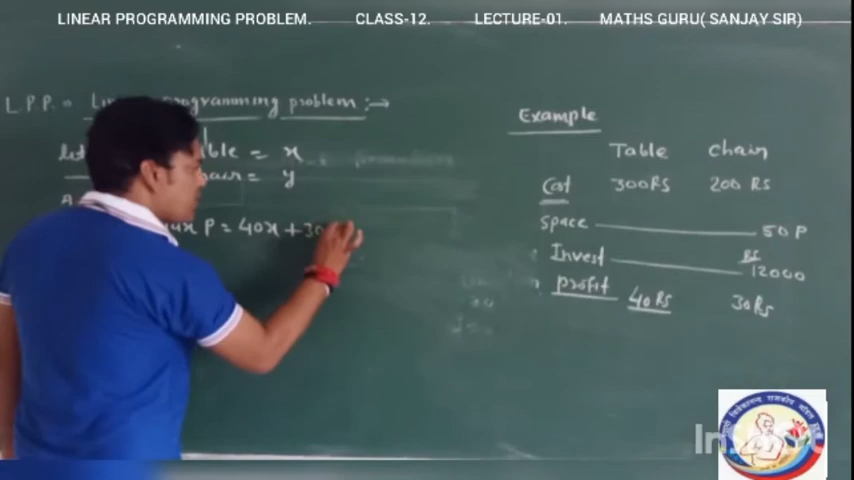 LINEAR PROGRAMMING PROBLEM. CLASS-12. LECTURE-01. MATHS GURU( SANJAY SIR)
L.P.P. = programming problem :→
let = x
= y
P = 40x + 30
Example
Table Chair
Cost 300RS 200 RS
Space 50 P
Invest RS 12000
profit 40Rs 30Rs